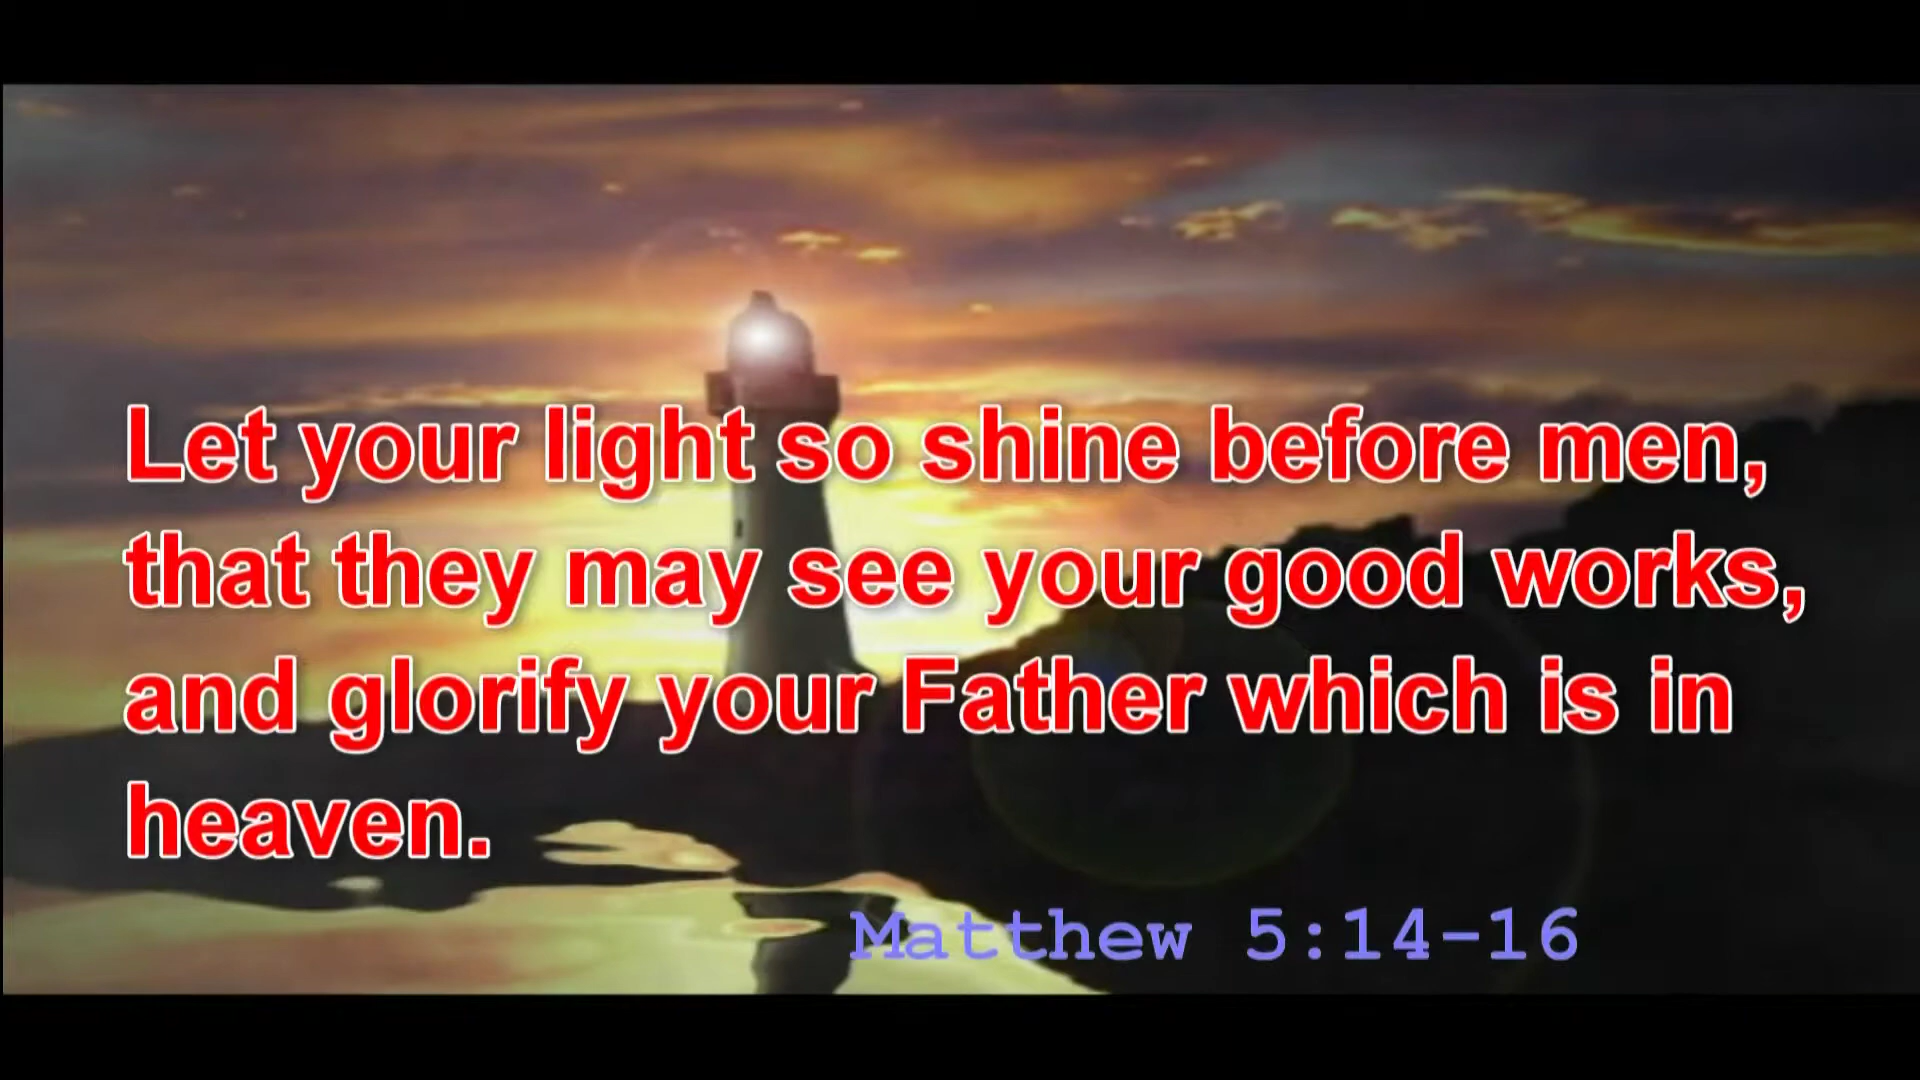 Let your light so shine before men,
that they may see your good works,
and glorify your Father which is in
heaven.
Matthew 5:14-16